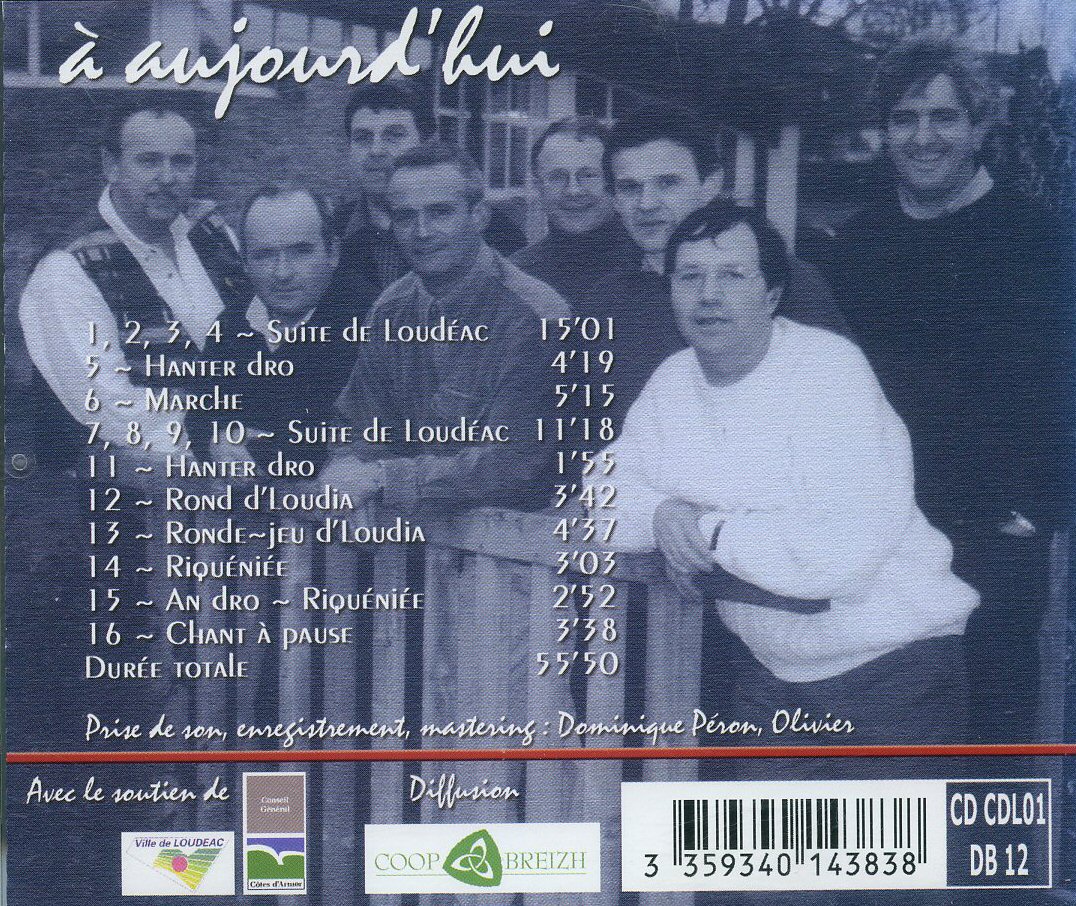 à aujourd'hui
1, 2, 3, 4 ~ Suite de Loudéac 15'01
5 ~ Hanter dro 4'19
6 ~ Marche 5'15
7, 8, 9, 10 ~ Suite de Loudéac 11'18
11 ~ Hanter dro 1'55
12 ~ Rond d'Loudia 3'42
13 ~ Ronde~jeu d'Loudia 4'37
14 ~ Riquéniée 3'03
15 ~ An dro ~ Riquéniée 2'52
16 ~ Chant à pause 3'38
Durée totale 55'50
Prise de son, enregistrement, mastering : Dominique Péron, Olivier
Avec le soutien de
Conseil
Général
Côtes d'Armor
Ville de LOUDEAC
Diffusion
COOP BREIZH
3 359340 143838
CD CDL01
DB 12